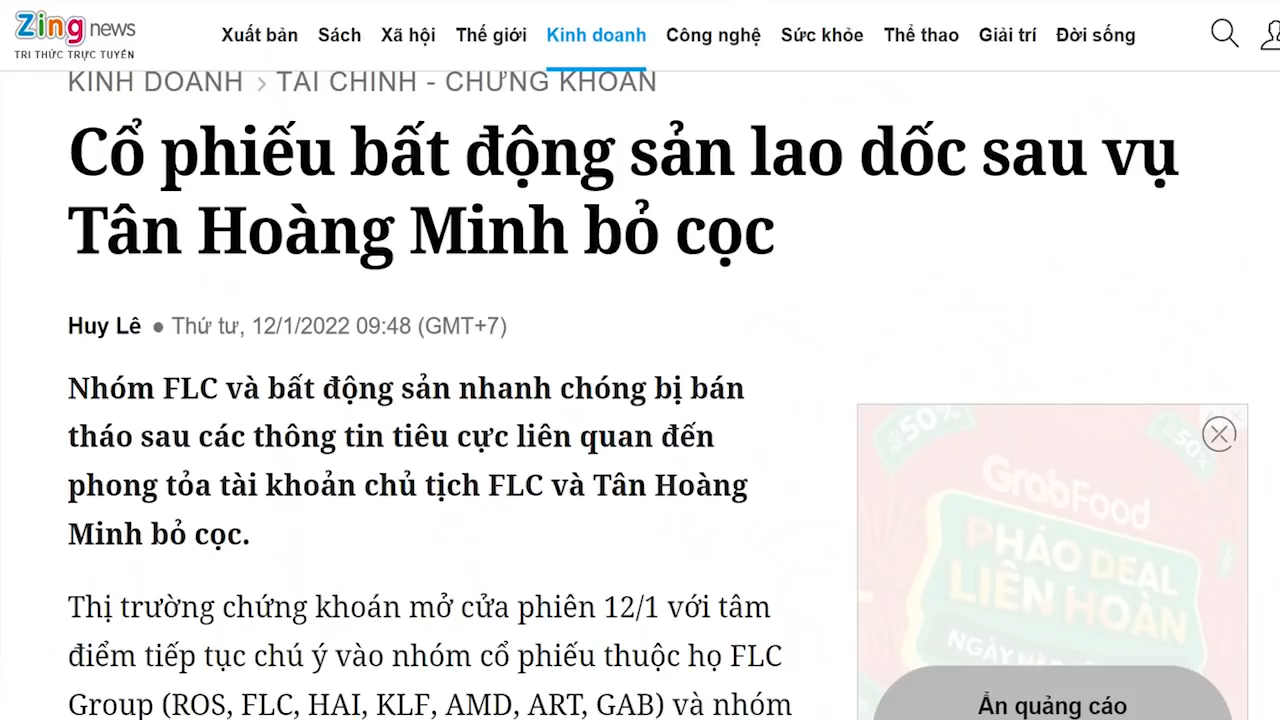 Zing news
TRI THỨC TRỰC TUYẾN
Xuất bản Sách Xã hội Thế giới Kinh doanh Công nghệ Sức khỏe Thể thao Giải trí Đời sống
KINH DOANH > TÀI CHÍNH - CHỨNG KHOÁN
Cổ phiếu bất động sản lao dốc sau vụ
Tân Hoàng Minh bỏ cọc
Huy Lê ● Thứ tư, 12/1/2022 09:48 (GMT+7)
Nhóm FLC và bất động sản nhanh chóng bị bán
tháo sau các thông tin tiêu cực liên quan đến
phong tỏa tài khoản chủ tịch FLC và Tân Hoàng
Minh bỏ cọc.
Thị trường chứng khoán mở cửa phiên 12/1 với tâm
điểm tiếp tục chú ý vào nhóm cổ phiếu thuộc họ FLC
Group (ROS, FLC, HAI, KLF, AMD, ART, GAB) và nhóm
50% 50%
GrabFood
PHÁO DEAL
LIÊN HOÀN
Ẩn quảng cáo